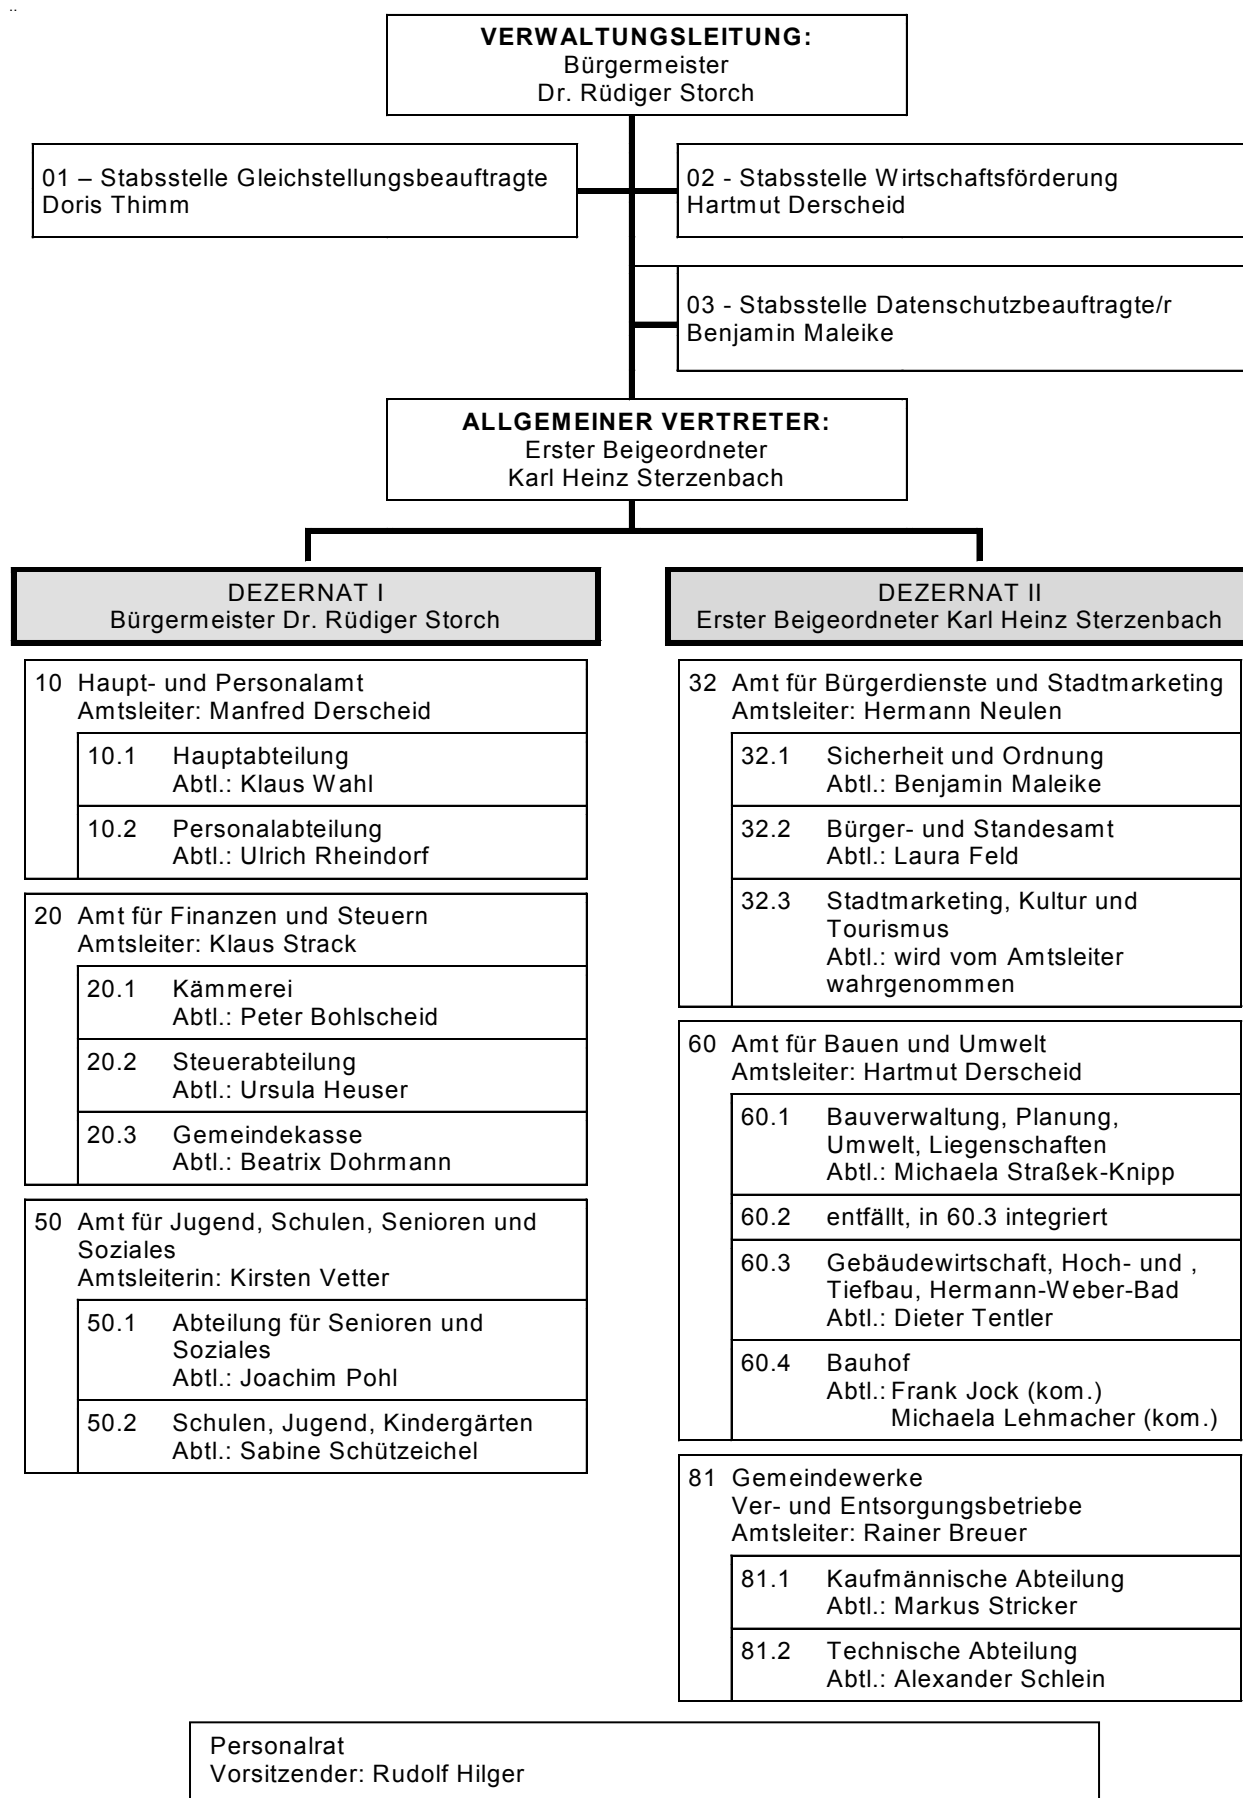 ..
VERWALTUNGSLEITUNG:
Bürgermeister
Dr. Rüdiger Storch
01 – Stabsstelle Gleichstellungsbeauftragte
Doris Thimm
02 - Stabsstelle Wirtschaftsförderung
Hartmut Derscheid
03 - Stabsstelle Datenschutzbeauftragte/r
Benjamin Maleike
ALLGEMEINER VERTRETER:
Erster Beigeordneter
Karl Heinz Sterzenbach
DEZERNAT I
Bürgermeister Dr. Rüdiger Storch
10 Haupt- und Personalamt
Amtsleiter: Manfred Derscheid
10.1 Hauptabteilung
Abtl.: Klaus Wahl
10.2 Personalabteilung
Abtl.: Ulrich Rheindorf
20 Amt für Finanzen und Steuern
Amtsleiter: Klaus Strack
20.1 Kämmerei
Abtl.: Peter Bohlscheid
20.2 Steuerabteilung
Abtl.: Ursula Heuser
20.3 Gemeindekasse
Abtl.: Beatrix Dohrmann
50 Amt für Jugend, Schulen, Senioren und
Soziales
Amtsleiterin: Kirsten Vetter
50.1 Abteilung für Senioren und
Soziales
Abtl.: Joachim Pohl
50.2 Schulen, Jugend, Kindergärten
Abtl.: Sabine Schützeichel
DEZERNAT II
Erster Beigeordneter Karl Heinz Sterzenbach
32 Amt für Bürgerdienste und Stadtmarketing
Amtsleiter: Hermann Neulen
32.1 Sicherheit und Ordnung
Abtl.: Benjamin Maleike
32.2 Bürger- und Standesamt
Abtl.: Laura Feld
32.3 Stadtmarketing, Kultur und
Tourismus
Abtl.: wird vom Amtsleiter
wahrgenommen
60 Amt für Bauen und Umwelt
Amtsleiter: Hartmut Derscheid
60.1 Bauverwaltung, Planung,
Umwelt, Liegenschaften
Abtl.: Michaela Straßek-Knipp
60.2 entfällt, in 60.3 integriert
60.3 Gebäudewirtschaft, Hoch- und ,
Tiefbau, Hermann-Weber-Bad
Abtl.: Dieter Tentler
60.4 Bauhof
Abtl.: Frank Jock (kom.)
Michaela Lehmacher (kom.)
81 Gemeindewerke
Ver- und Entsorgungsbetriebe
Amtsleiter: Rainer Breuer
81.1 Kaufmännische Abteilung
Abtl.: Markus Stricker
81.2 Technische Abteilung
Abtl.: Alexander Schlein
Personalrat
Vorsitzender: Rudolf Hilger